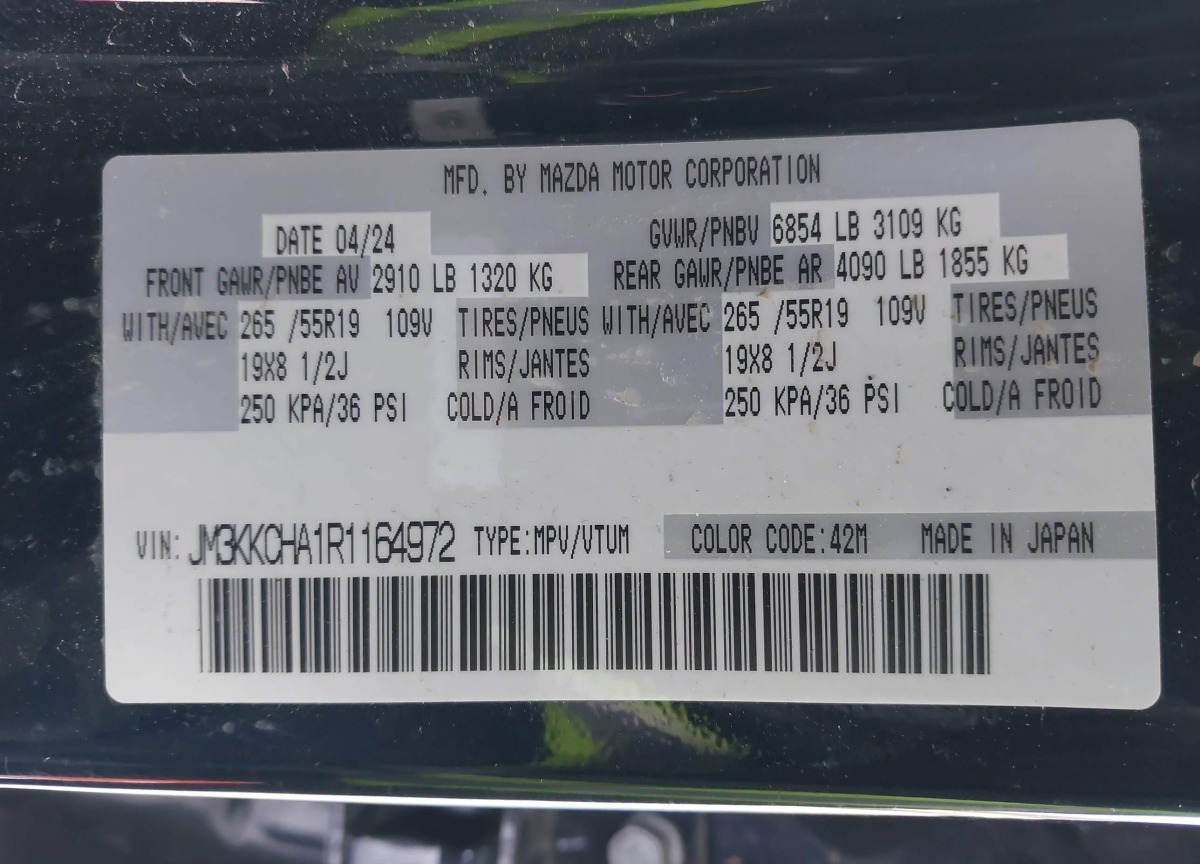 MFD. BY MAZDA MOTOR CORPORATION
DATE 04/24 GVWR/PNBV 6854 LB 3109 KG
FRONT GAWR/PNBE AV 2910 LB 1320 KG REAR GAWR/PNBE AR 4090 LB 1855 KG
WITH/AVEC 265 /55R19 109V TIRES/PNEUS WITH/AVEC 265 /55R19 109V TIRES/PNEUS
19X8 1/2J RIMS/JANTES 19X8 1/2J RIMS/JANTES
250 KPA/36 PSI COLD/A FROID 250 KPA/36 PSI COLD/A FROID
VIN: JM3KKCHA1R1164972 TYPE:MPV/VTUM COLOR CODE:42M MADE IN JAPAN